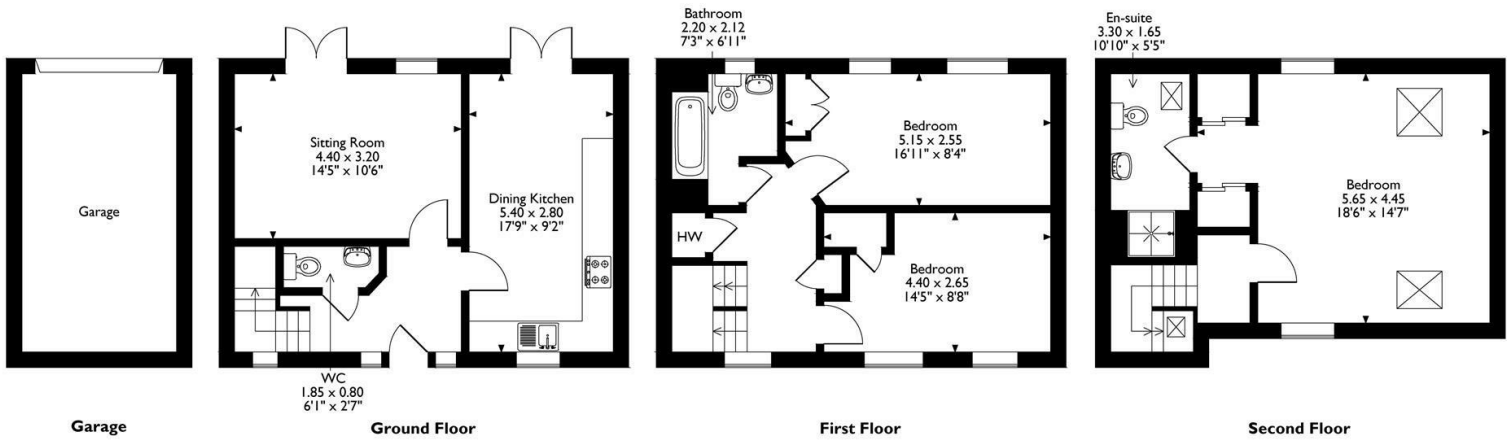 Garage
Garage
Sitting Room
4.40 x 3.20
14'5" x 10'6"
Dining Kitchen
5.40 x 2.80
17'9" x 9'2"
WC
1.85 x 0.80
6'1" x 2'7"
Ground Floor
Bathroom
2.20 x 2.12
7'3" x 6'11"
Bedroom
5.15 x 2.55
16'11" x 8'4"
HW
Bedroom
4.40 x 2.65
14'5" x 8'8"
First Floor
En-suite
3.30 x 1.65
10'10" x 5'5"
Bedroom
5.65 x 4.45
18'6" x 14'7"
Second Floor